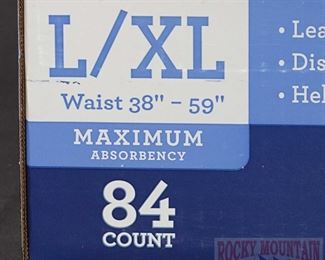 L/XL
Waist 38" - 59"
MAXIMUM
ABSORBENCY
84
COUNT
• Lea
• Dis
• Hel
ROCKY MOUNTAIN